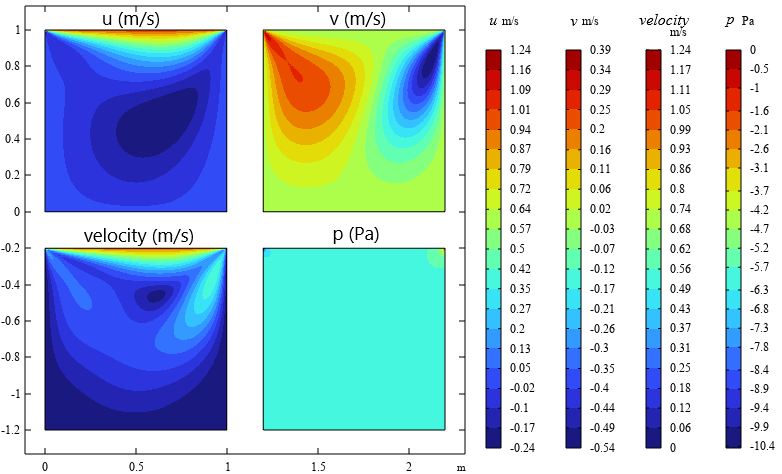 u (m/s) v (m/s)
1
0.8
0.6
0.4
0.2
0
velocity (m/s) p (Pa)
-0.2
-0.4
-0.6
-0.8
-1
-1.2
0 0.5 1 1.5 2 m
u m/s v m/s velocity m/s p Pa
1.24 0.39 1.24 0
1.16 0.34 1.17 -0.5
1.09 0.29 1.11 -1
1.01 0.25 1.05 -1.6
0.94 0.2 0.99 -2.1
0.87 0.16 0.93 -2.6
0.79 0.11 0.86 -3.1
0.72 0.06 0.8 -3.7
0.64 0.02 0.74 -4.2
0.57 -0.03 0.68 -4.7
0.5 -0.07 0.62 -5.2
0.42 -0.12 0.56 -5.7
0.35 -0.17 0.49 -6.3
0.27 -0.21 0.43 -6.8
0.2 -0.26 0.37 -7.3
0.13 -0.3 0.31 -7.8
0.05 -0.35 0.25 -8.4
-0.02 -0.4 0.18 -8.9
-0.1 -0.44 0.12 -9.4
-0.17 -0.49 0.06 -9.9
-0.24 -0.54 0 -10.4